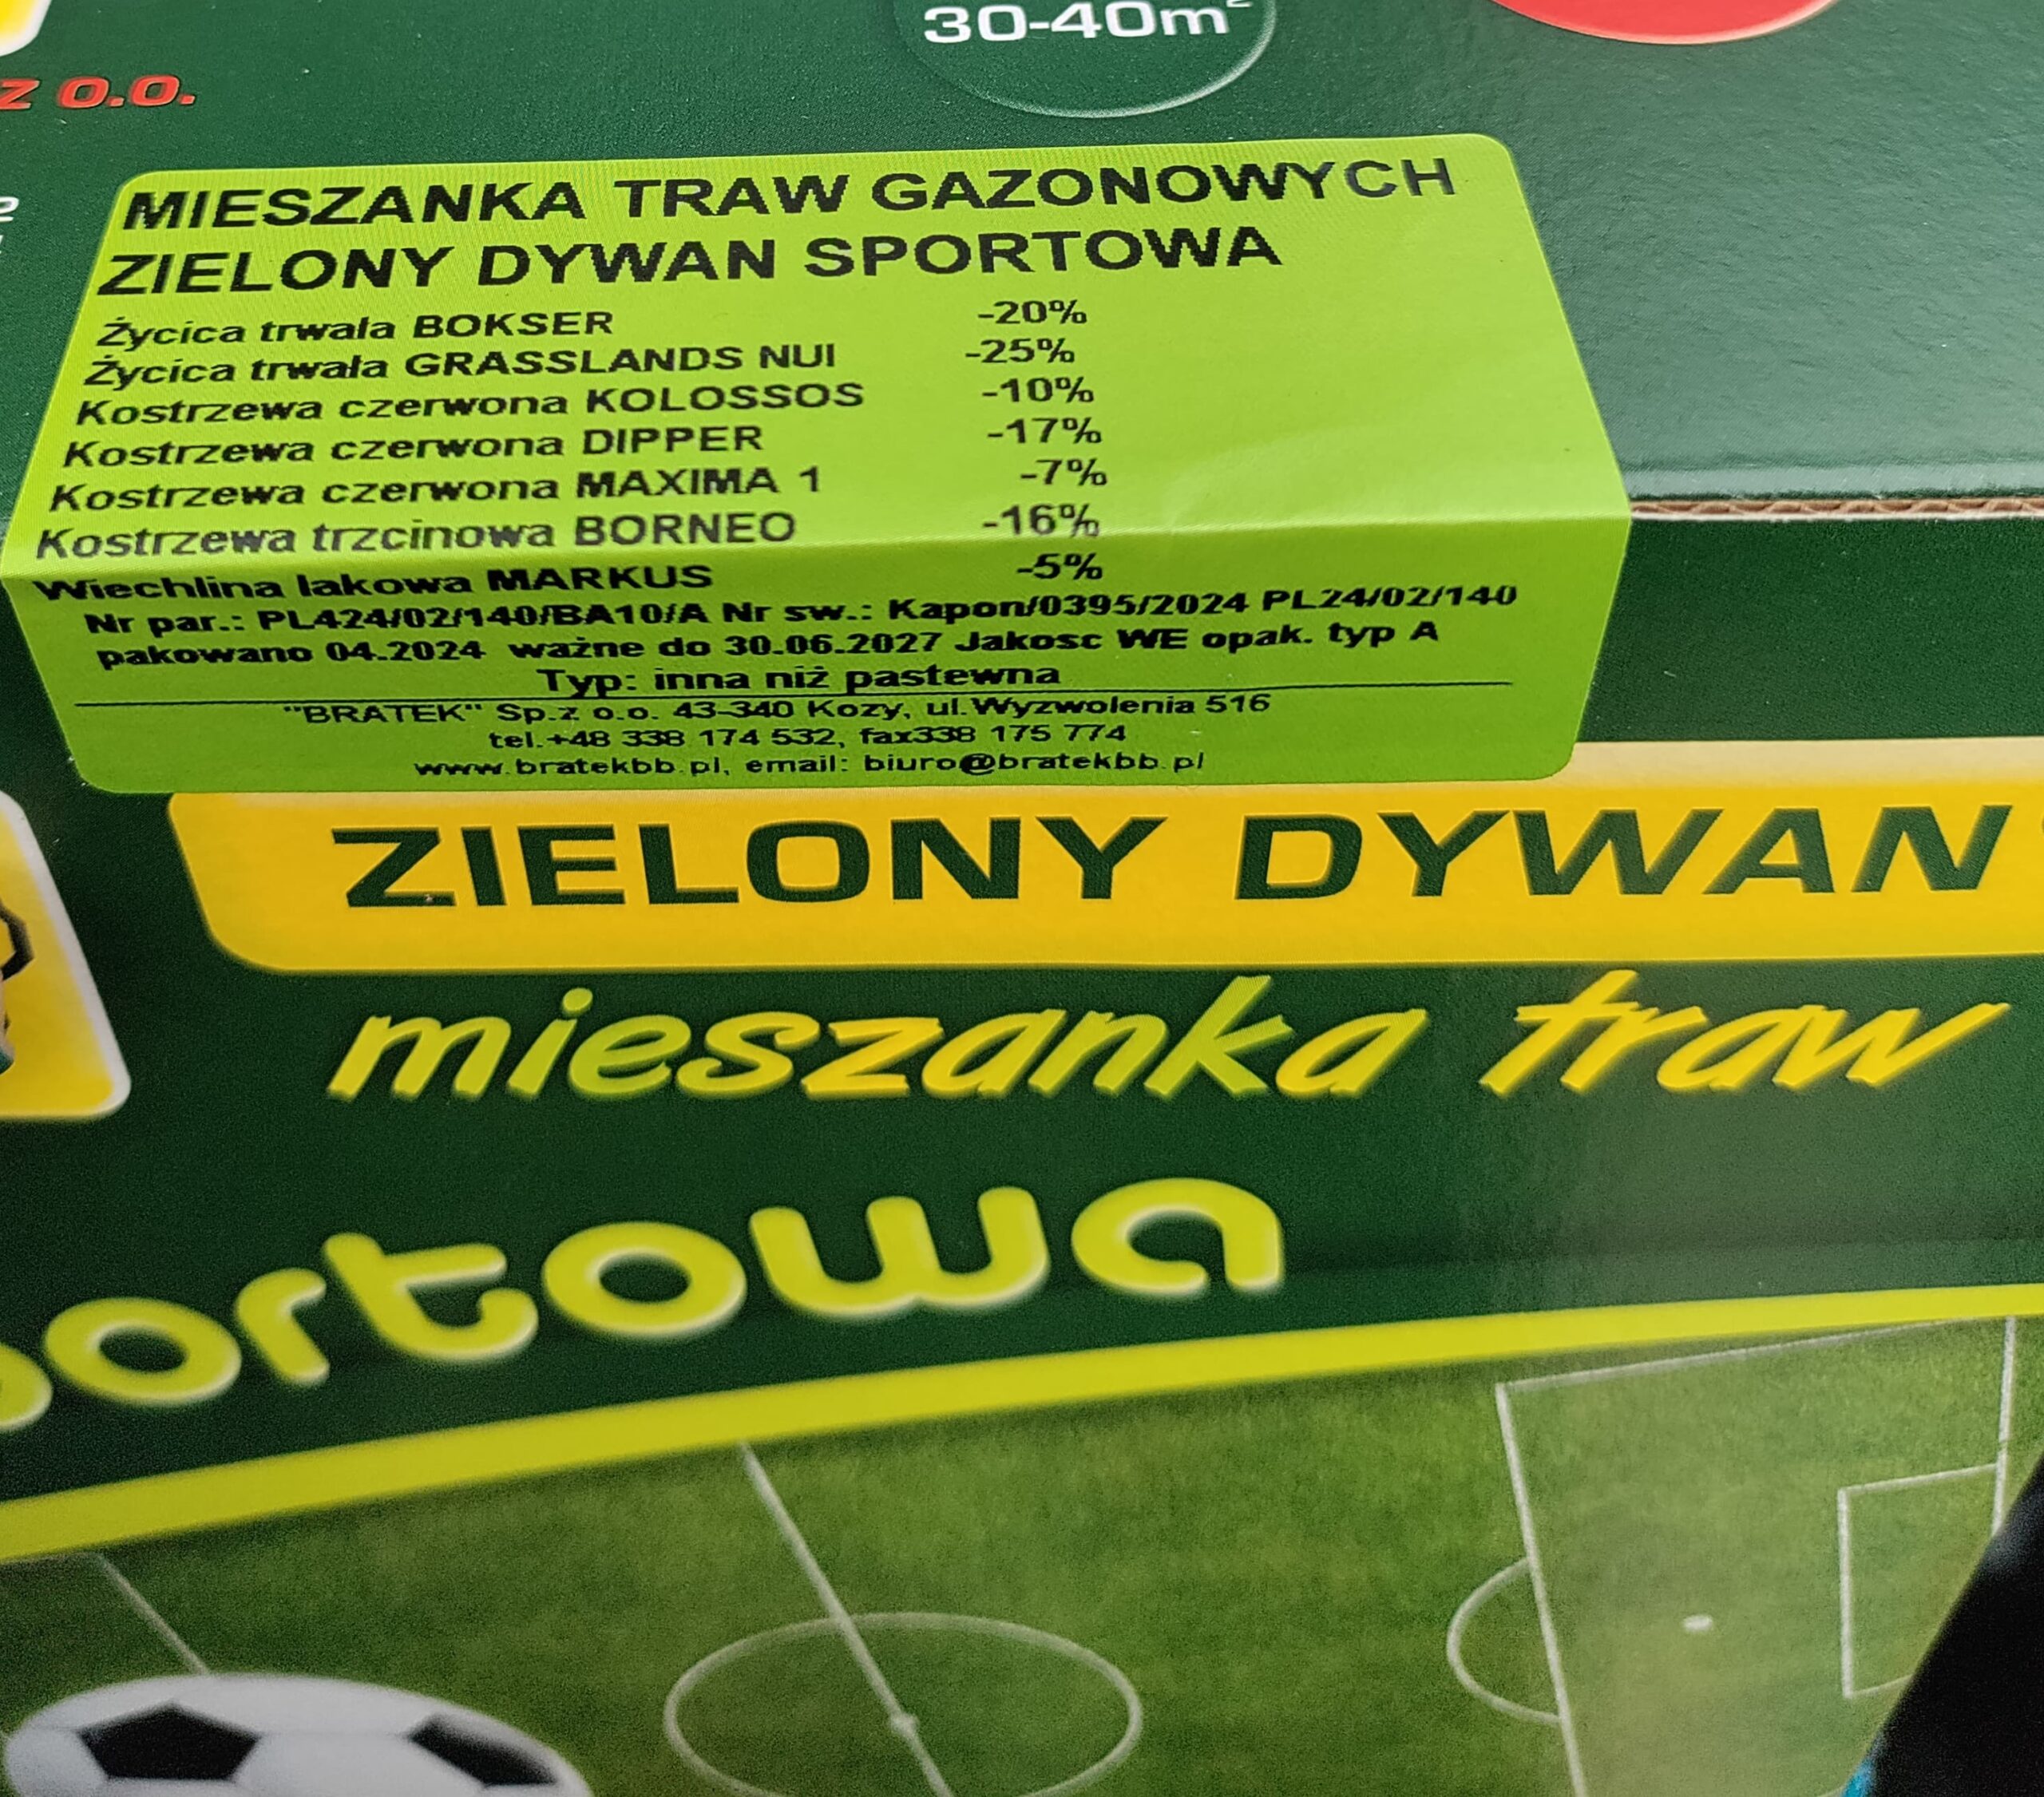 30-40m²
z o.o.
MIESZANKA TRAW GAZONOWYCH
ZIELONY DYWAN SPORTOWA
Życica trwała BOKSER -20%
Życica trwała GRASSLANDS NUI -25%
Kostrzewa czerwona KOLOSSOS -10%
Kostrzewa czerwona DIPPER -17%
Kostrzewa czerwona MAXIMA 1 -7%
Kostrzewa trzcinowa BORNEO -16%
Wiechlina łakowa MARKUS -5%
Nr par.: PL424/02/140/BA10/A Nr sw.: Kapon/0395/2024 PL24/02/140
pakowano 04.2024 ważne do 30.06.2027 Jakosc WE opak. typ A
Typ: inna niż pastewna
"BRATEK" Sp.z o.o. 43-340 Kozy, ul.Wyzwolenia 516
tel.+48 338 174 532, fax338 175 774
www.bratekbb.pl, email: biuro@bratekbb.pl
ZIELONY DYWAN
mieszanka traw
portowa